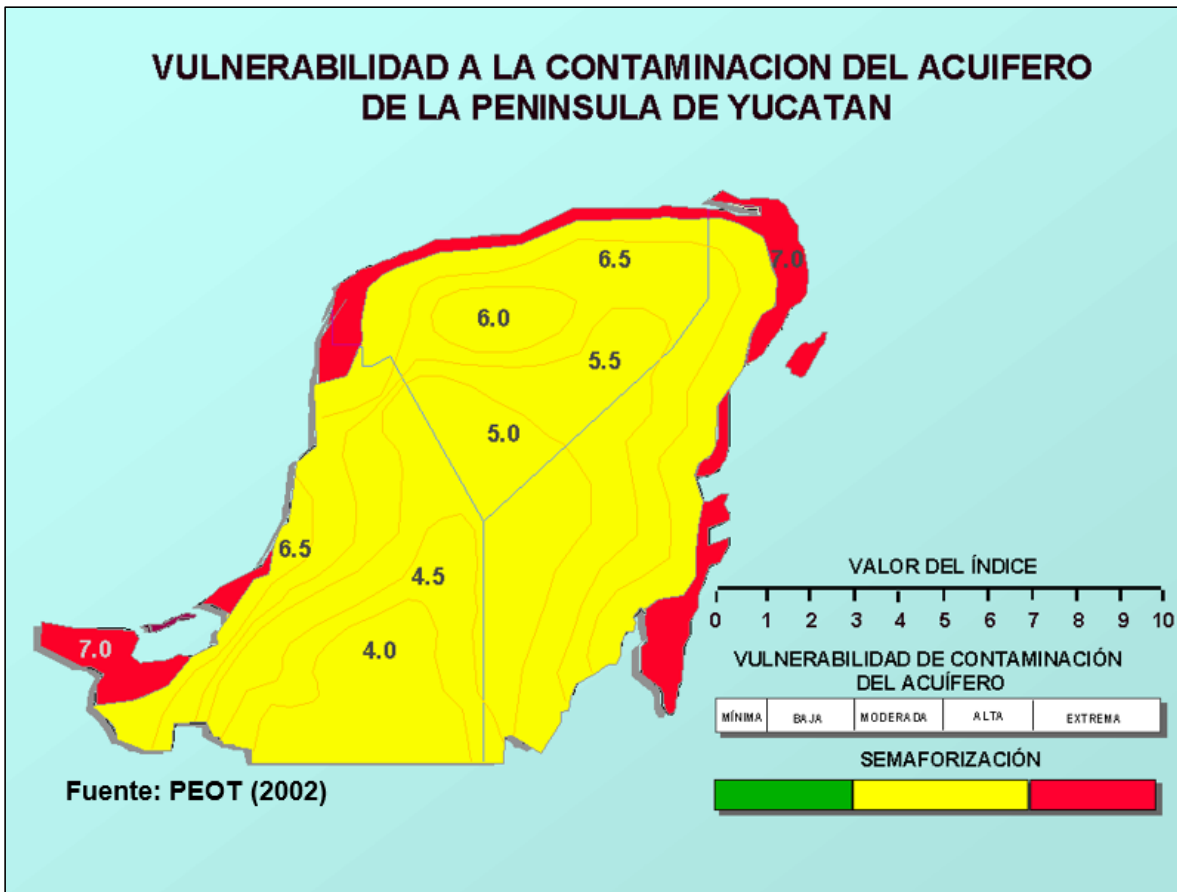 VULNERABILIDAD A LA CONTAMINACION DEL ACUIFERO
DE LA PENINSULA DE YUCATAN
6.5
7.0
6.0
5.5
5.0
6.5
4.5
7.0
4.0
VALOR DEL ÍNDICE
0 1 2 3 4 5 6 7 8 9 10
VULNERABILIDAD DE CONTAMINACIÓN
DEL ACUÍFERO
MÍNIMA BAJA MODERADA ALTA EXTREMA
SEMAFORIZACIÓN
Fuente: PEOT (2002)